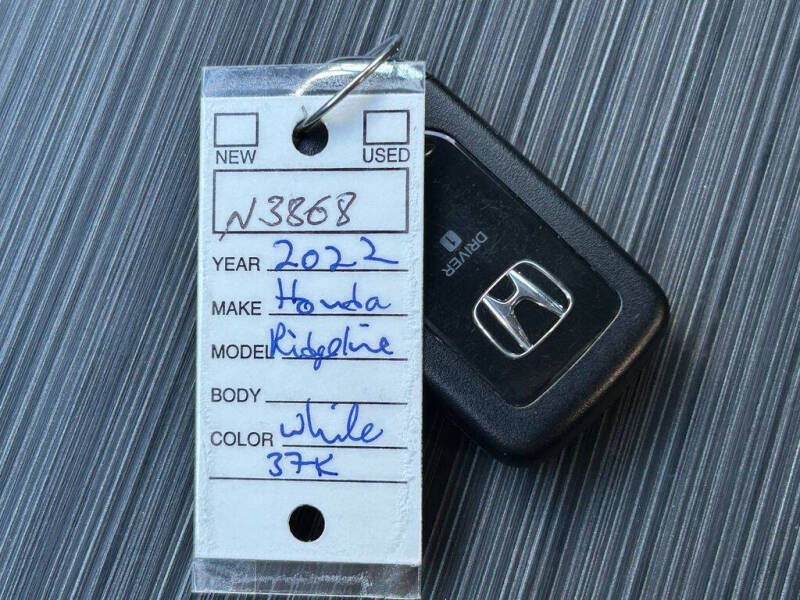 NEW USED
N3868
YEAR 2022
MAKE Honda
MODEL Ridgeline
BODY
COLOR white
37K
DRIVER 1